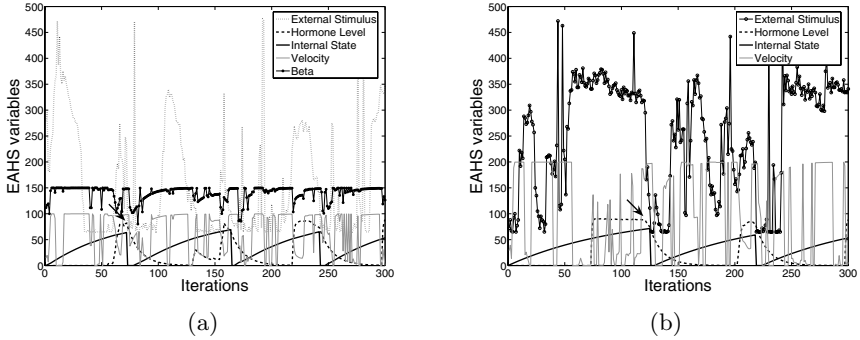 500
450
400
350
300
250
200
150
100
50
0
EAHS variables
0 50 100 150 200 250 300
Iterations
External Stimulus
Hormone Level
Internal State
Velocity
Beta
(a)
500
450
400
350
300
250
200
150
100
50
0
EAHS variables
0 50 100 150 200 250 300
Iterations
External Stimulus
Hormone Level
Internal State
Velocity
(b)